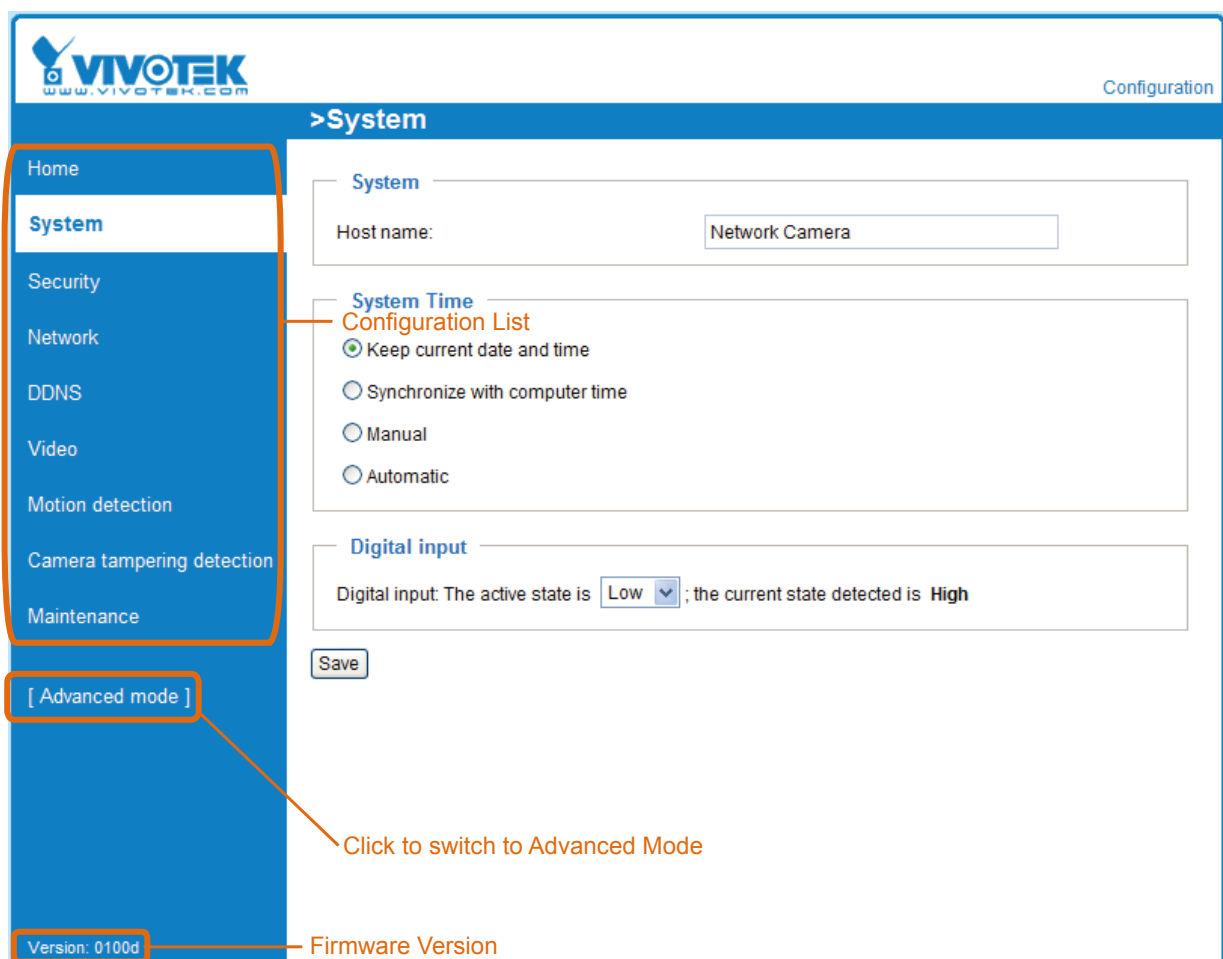 VIVOTEK
www.vivotek.com
Configuration
>System
Home
System
Security
Network
DDNS
Video
Motion detection
Camera tampering detection
Maintenance
[ Advanced mode ]
Version: 0100d
System
Host name: Network Camera
System Time
Configuration List
Keep current date and time
Synchronize with computer time
Manual
Automatic
Digital input
Digital input: The active state is Low ; the current state detected is High
Save
Click to switch to Advanced Mode
Firmware Version